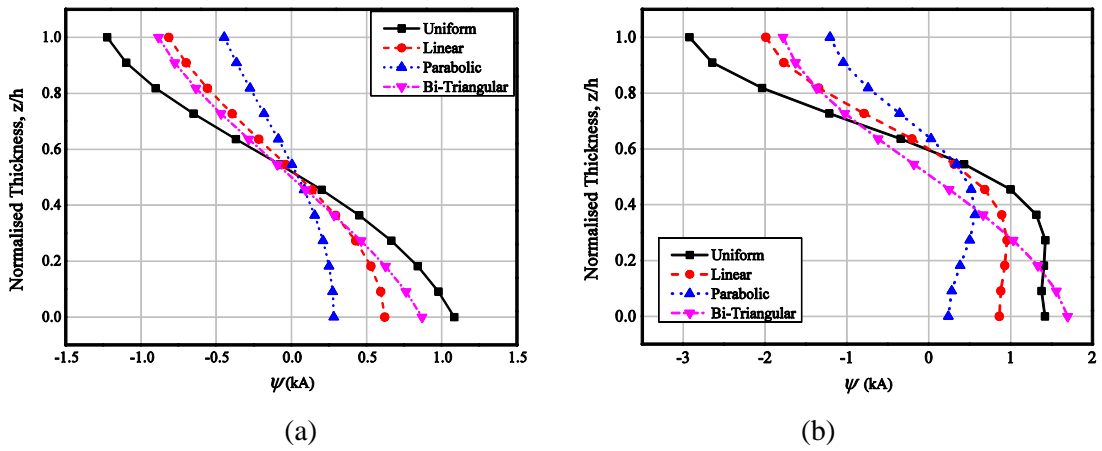 Uniform
Linear
Parabolic
Bi-Triangular
1.0
0.8
0.6
0.4
0.2
0.0
Normalised Thickness, z/h
-1.5
-1.0
-0.5
0.0
0.5
1.0
1.5
ψ (kA)
(a)
1.0
0.8
0.6
0.4
0.2
0.0
Normalised Thickness, z/h
Uniform
Linear
Parabolic
Bi-Triangular
-3
-2
-1
0
1
2
ψ (kA)
(b)